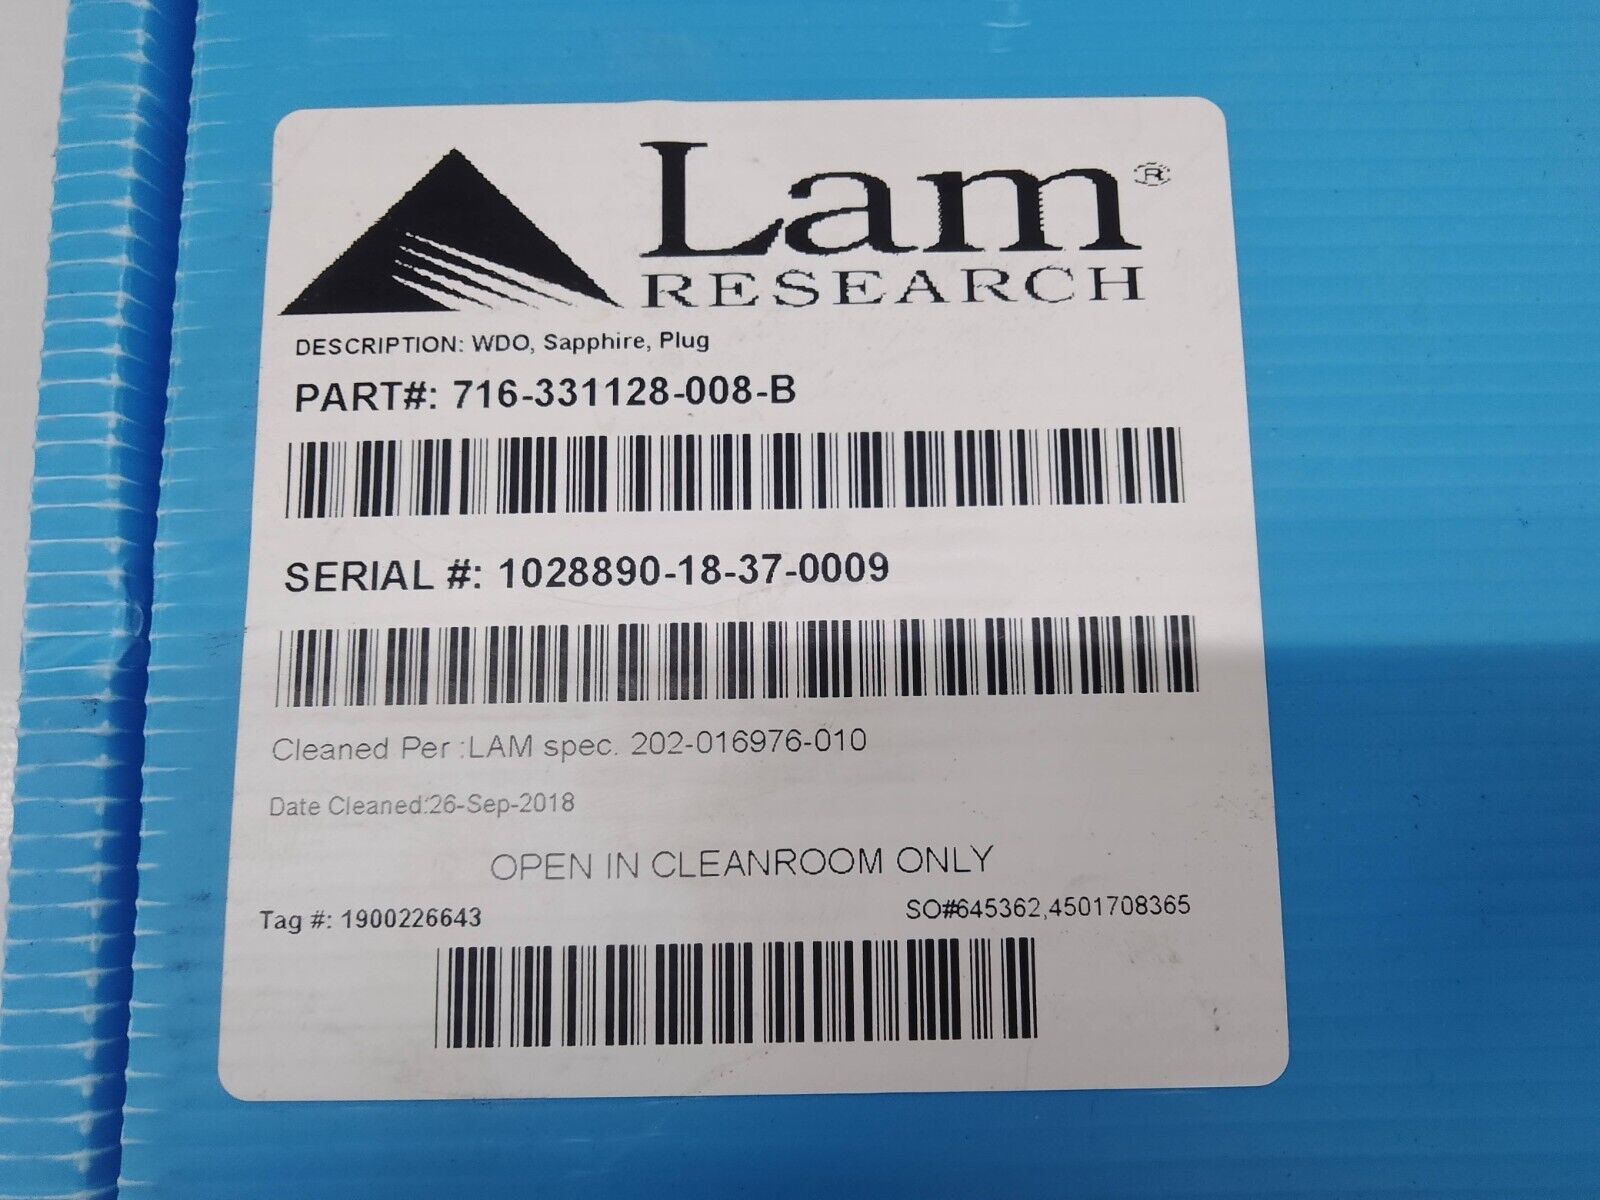 Lam®
RESEARCH
DESCRIPTION: WDO, Sapphire, Plug
PART#: 716-331128-008-B
SERIAL #: 1028890-18-37-0009
Cleaned Per :LAM spec. 202-016976-010
Date Cleaned:26-Sep-2018
OPEN IN CLEANROOM ONLY
Tag #: 1900226643
SO#645362,4501708365